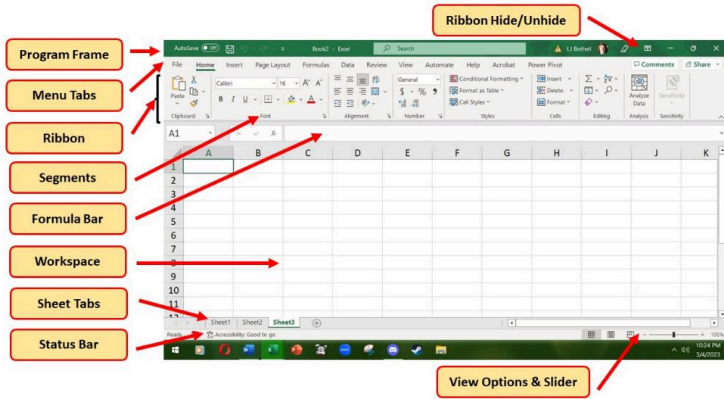 Ribbon Hide/Unhide
Program Frame
Menu Tabs
Ribbon
Segments
Formula Bar
Workspace
Sheet Tabs
Status Bar
View Options & Slider
AutoSave Off Book2 - Excel Search LJ Bothell
File Home Insert Page Layout Formulas Data Review View Automate Help Acrobat Power Pivot Comments Share
Calibri 16 A^ A˅ General Conditional Formatting Insert
Paste B I U A $ % 9 Format as Table Delete Analyze Sensitivity
Cell Styles Format Data
Clipboard Font Alignment Number Styles Cells Editing Analysis Sensitivity
A1 fx
A B C D E F G H I J K
1
2
3
4
5
6
7
8
9
10
11
12
Sheet1 Sheet2 Sheet3
Ready Accessibility: Good to go 100%
10:24 PM
3/4/2023